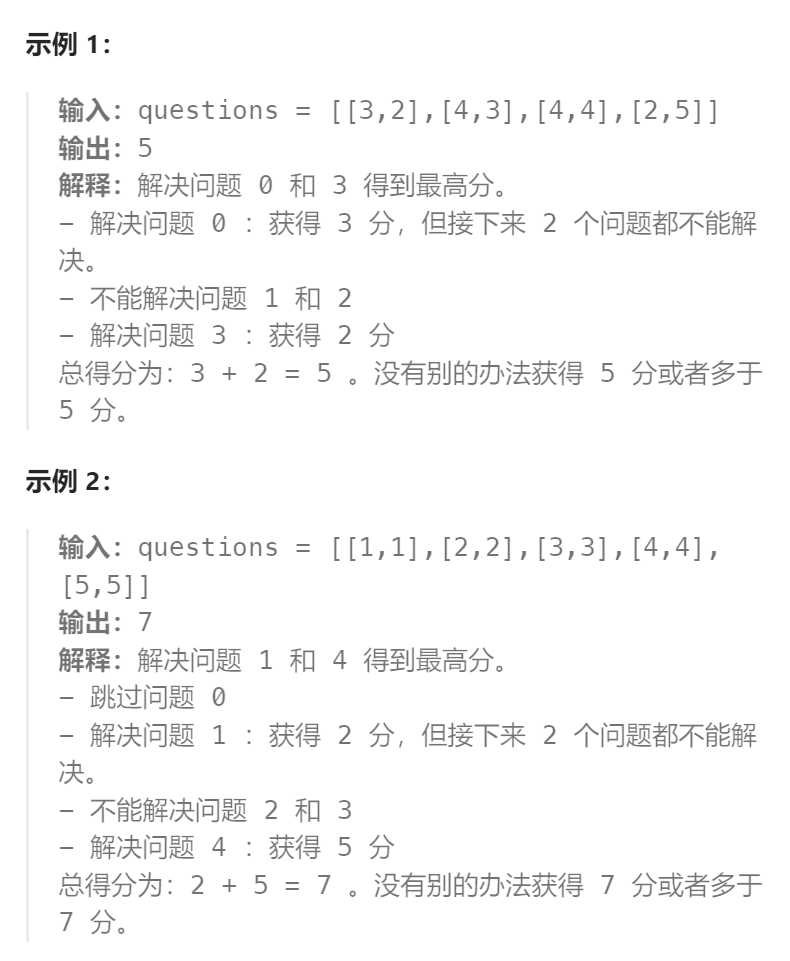 示例 1：
输入：questions = [[3,2],[4,3],[4,4],[2,5]]
输出：5
解释：解决问题 0 和 3 得到最高分。
- 解决问题 0 ：获得 3 分，但接下来 2 个问题都不能解
决。
- 不能解决问题 1 和 2
- 解决问题 3 ：获得 2 分
总得分为：3 + 2 = 5 。没有别的办法获得 5 分或者多于
5 分。
示例 2：
输入：questions = [[1,1],[2,2],[3,3],[4,4],
[5,5]]
输出：7
解释：解决问题 1 和 4 得到最高分。
- 跳过问题 0
- 解决问题 1 ：获得 2 分，但接下来 2 个问题都不能解
决。
- 不能解决问题 2 和 3
- 解决问题 4 ：获得 5 分
总得分为：2 + 5 = 7 。没有别的办法获得 7 分或者多于
7 分。